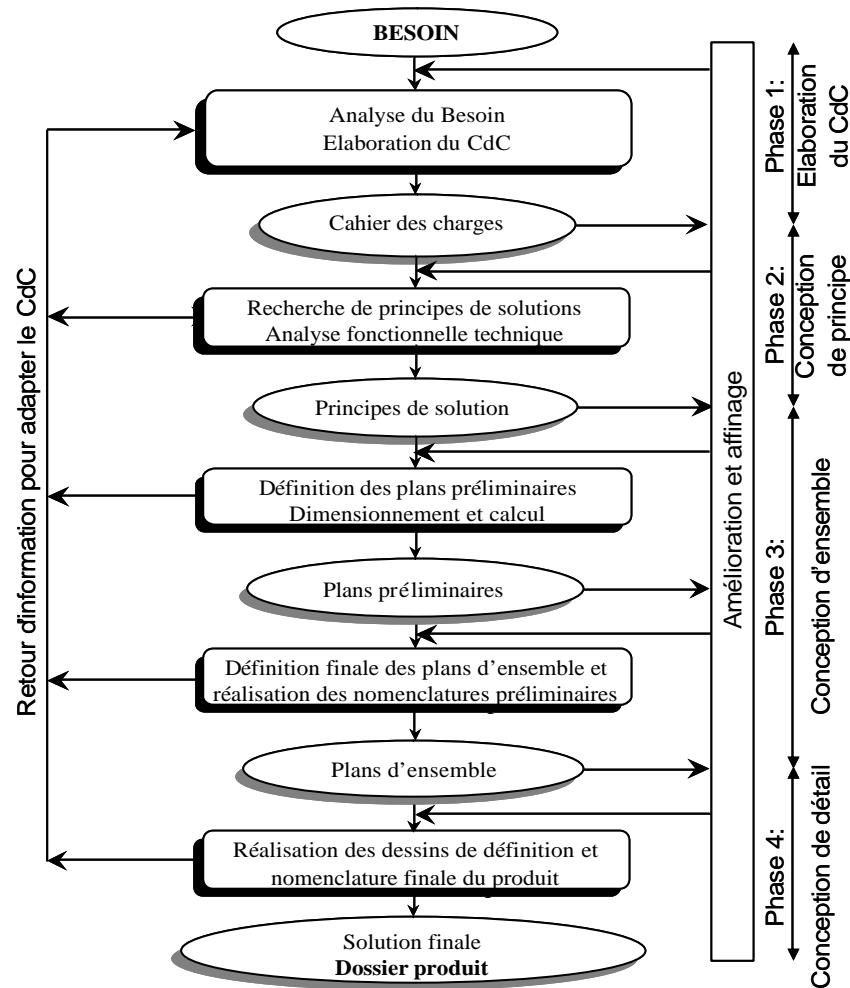 BESOIN
Analyse du Besoin
Elaboration du CdC
Cahier des charges
Recherche de principes de solutions
Analyse fonctionnelle technique
Principes de solution
Définition des plans préliminaires
Dimensionnement et calcul
Plans préliminaires
Définition finale des plans d'ensemble et
réalisation des nomenclatures préliminaires
Plans d'ensemble
Réalisation des dessins de définition et
nomenclature finale du produit
Solution finale
Dossier produit
Retour d'information pour adapter le CdC
Amélioration et affinage
Phase 1:
Elaboration
du CdC
Phase 2:
Conception
de principe
Phase 3:
Conception d'ensemble
Phase 4:
Conception de détail